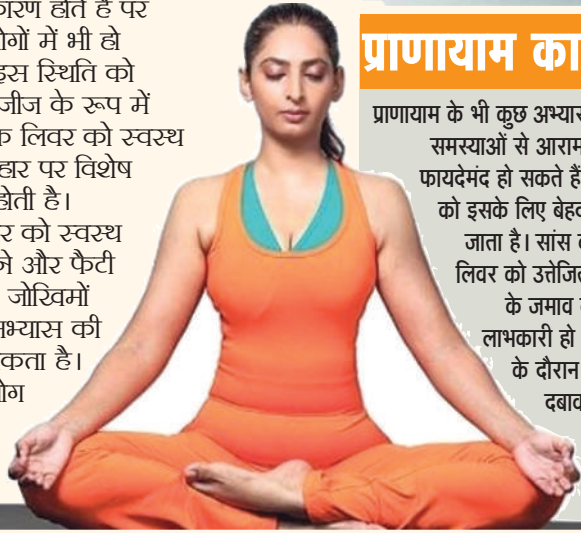 कारण होते हैं पर
गों में भी हो
इस स्थिति को
जीज के रूप में
लिवर को स्वस्थ
हार पर विशेष
होती है।
र को स्वस्थ
ने और फैटी
जोखिमों
भ्यास की
कता है।
ोग
प्राणायाम का
प्राणायाम के भी कुछ अभ्यास
समस्याओं से आराम
फायदेमंद हो सकते हैं
को इसके लिए बेहद
जाता है। सांस
लिवर को उत्तेजित
के जमाव
लाभकारी हो
के दौरान
दबाव